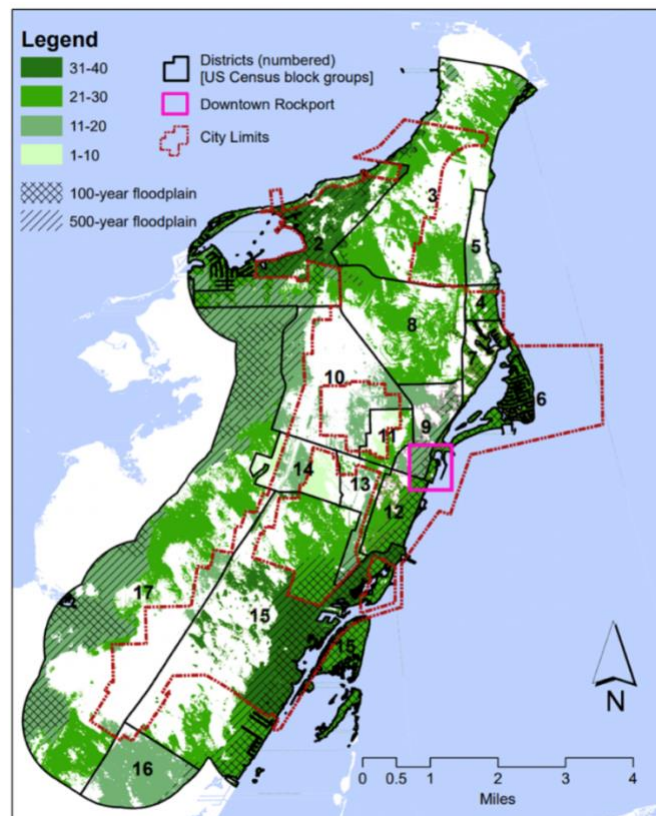 Legend
31-40
21-30
11-20
1-10
100-year floodplain
500-year floodplain
Districts (numbered)
[US Census block groups]
Downtown Rockport
City Limits
3
2
5
4
8
7
6
10
9
11
14
13
12
17
15
15
16
N
0 0.5 1 2 3 4
Miles